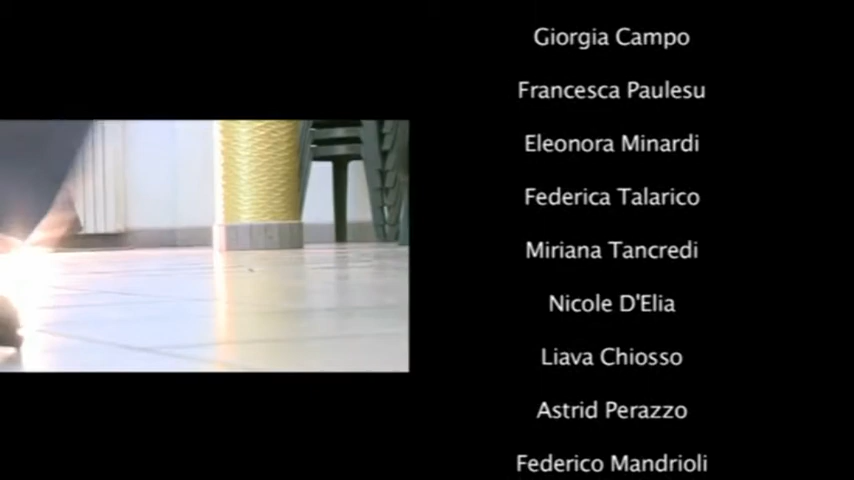 Giorgia Campo
Francesca Paulesu
Eleonora Minardi
Federica Talarico
Miriana Tancredi
Nicole D'Elia
Liava Chiosso
Astrid Perazzo
Federico Mandrioli